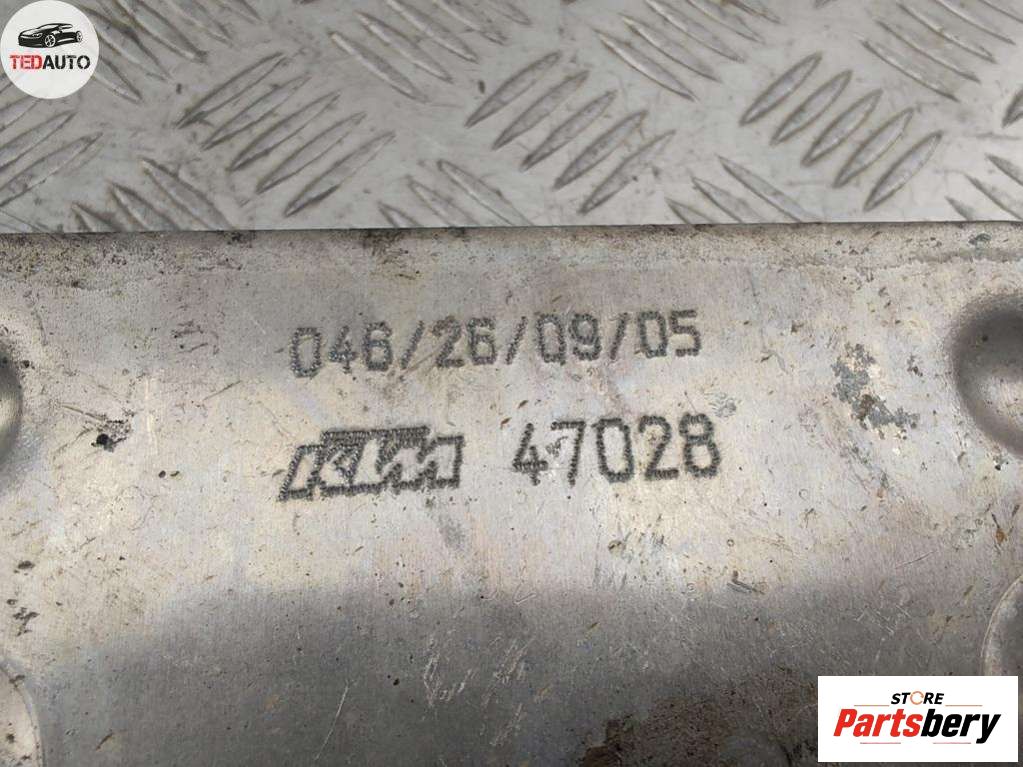 TEDAUTO
046/26/09/05
KTM 47028
STORE
Partsbery